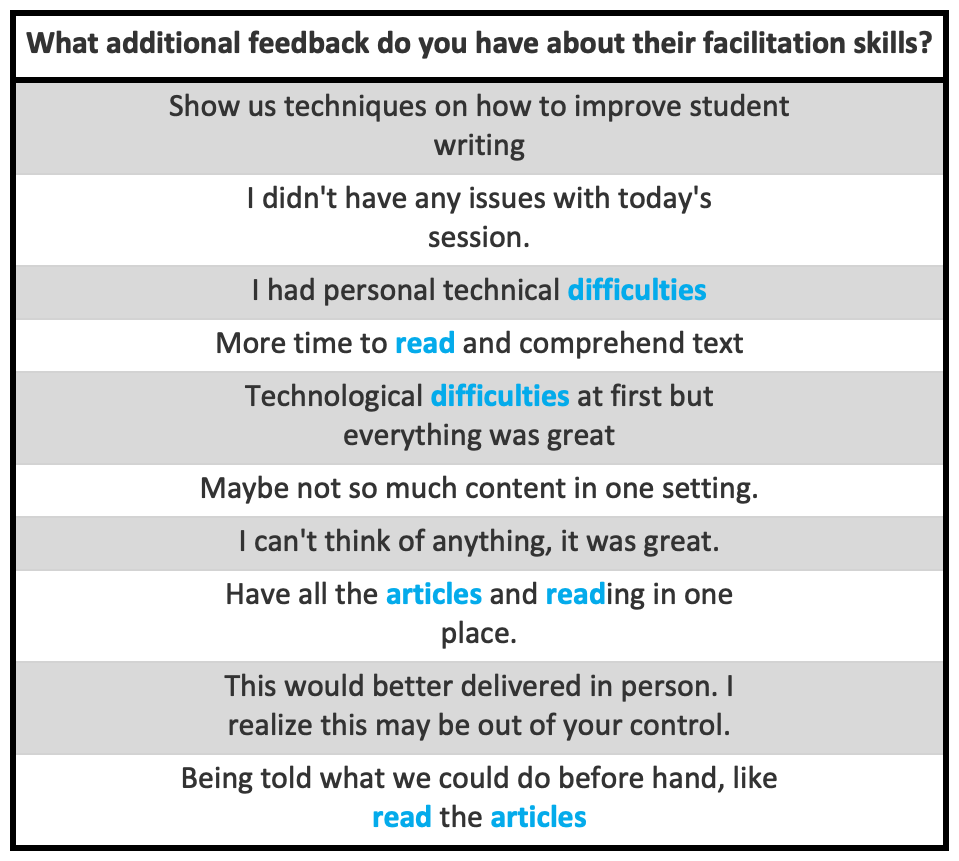 What additional feedback do you have about their facilitation skills?
Show us techniques on how to improve student
writing
I didn't have any issues with today's
session.
I had personal technical difficulties
More time to read and comprehend text
Technological difficulties at first but
everything was great
Maybe not so much content in one setting.
I can't think of anything, it was great.
Have all the articles and reading in one
place.
This would better delivered in person. I
realize this may be out of your control.
Being told what we could do before hand, like
read the articles